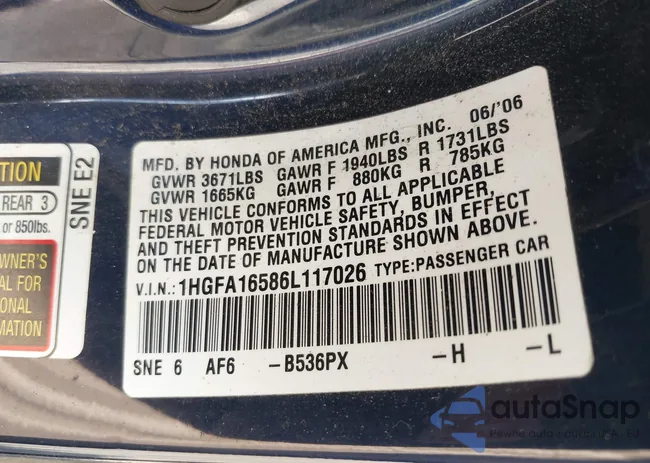 MFD. BY HONDA OF AMERICA MFG., INC. 06/'06
GVWR 3671LBS GAWR F 1940LBS R 1731LBS
GVWR 1665KG GAWR F 880KG R 785KG
THIS VEHICLE CONFORMS TO ALL APPLICABLE
FEDERAL MOTOR VEHICLE SAFETY, BUMPER,
AND THEFT PREVENTION STANDARDS IN EFFECT
ON THE DATE OF MANUFACTURE SHOWN ABOVE.
V.I.N.:1HGFA16586L117026 TYPE:PASSENGER CAR
SNE 6 AF6 -B536PX -H -L
TION
REAR 3
or 850lbs.
WNER'S
AL FOR
ONAL
MATION
SNE E2
autoSnap